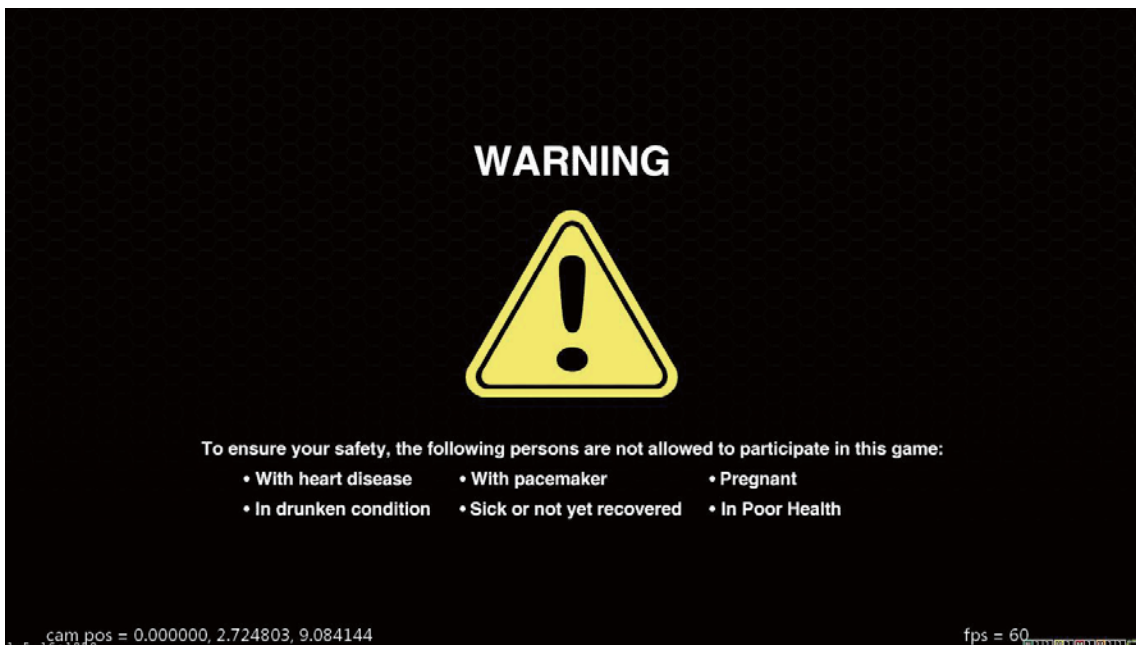 WARNING
To ensure your safety, the following persons are not allowed to participate in this game:
• With heart disease • With pacemaker • Pregnant
• In drunken condition • Sick or not yet recovered • In Poor Health
cam pos = 0.000000, 2.724803, 9.084144 fps = 60